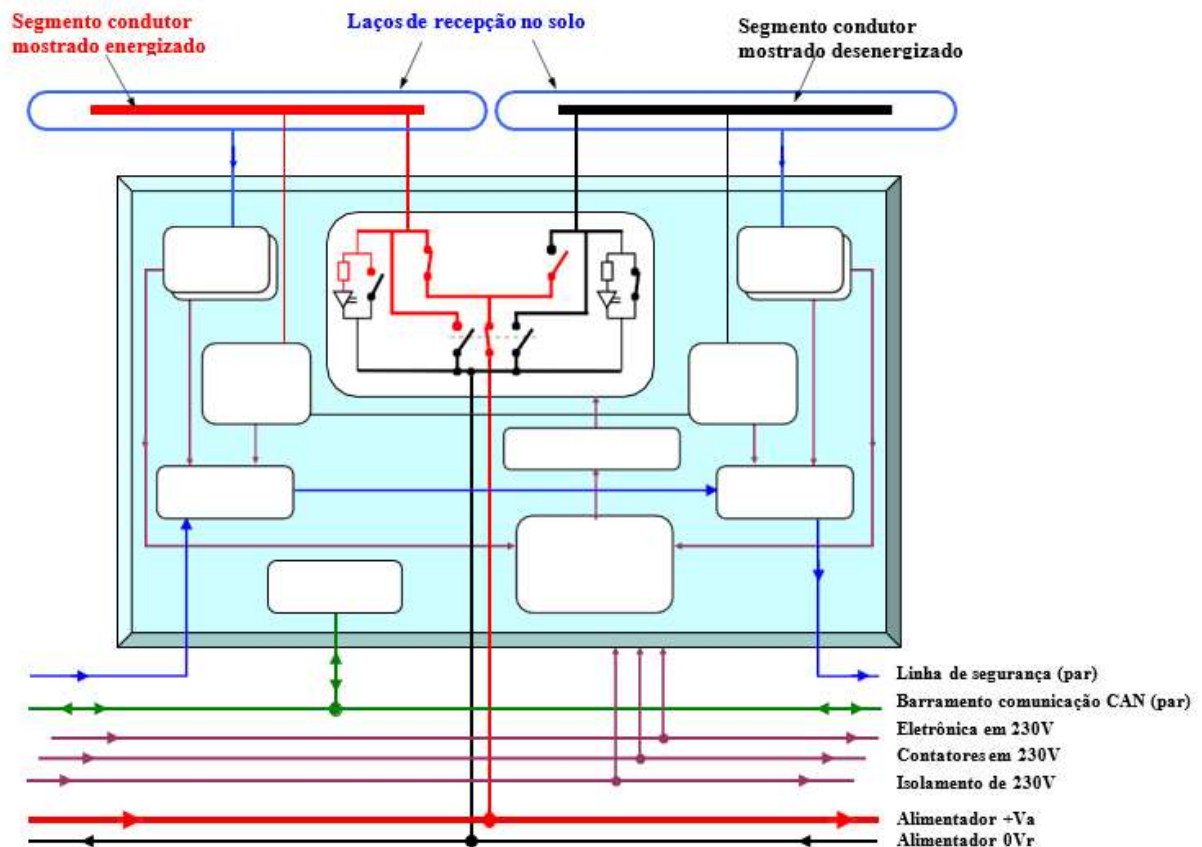 Segmento condutor
mostrado energizado
Laços de recepção no solo
Segmento condutor
mostrado desenergizado
Linha de segurança (par)
Barramento comunicação CAN (par)
Eletrônica em 230V
Contatores em 230V
Isolamento de 230V
Alimentador +Va
Alimentador 0Vr